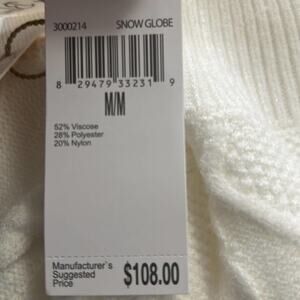 3000214 SNOW GLOBE
8 29479 33231 9
M/M
52% Viscose
28% Polyester
20% Nylon
Manufacturer's
Suggested
Price $108.00